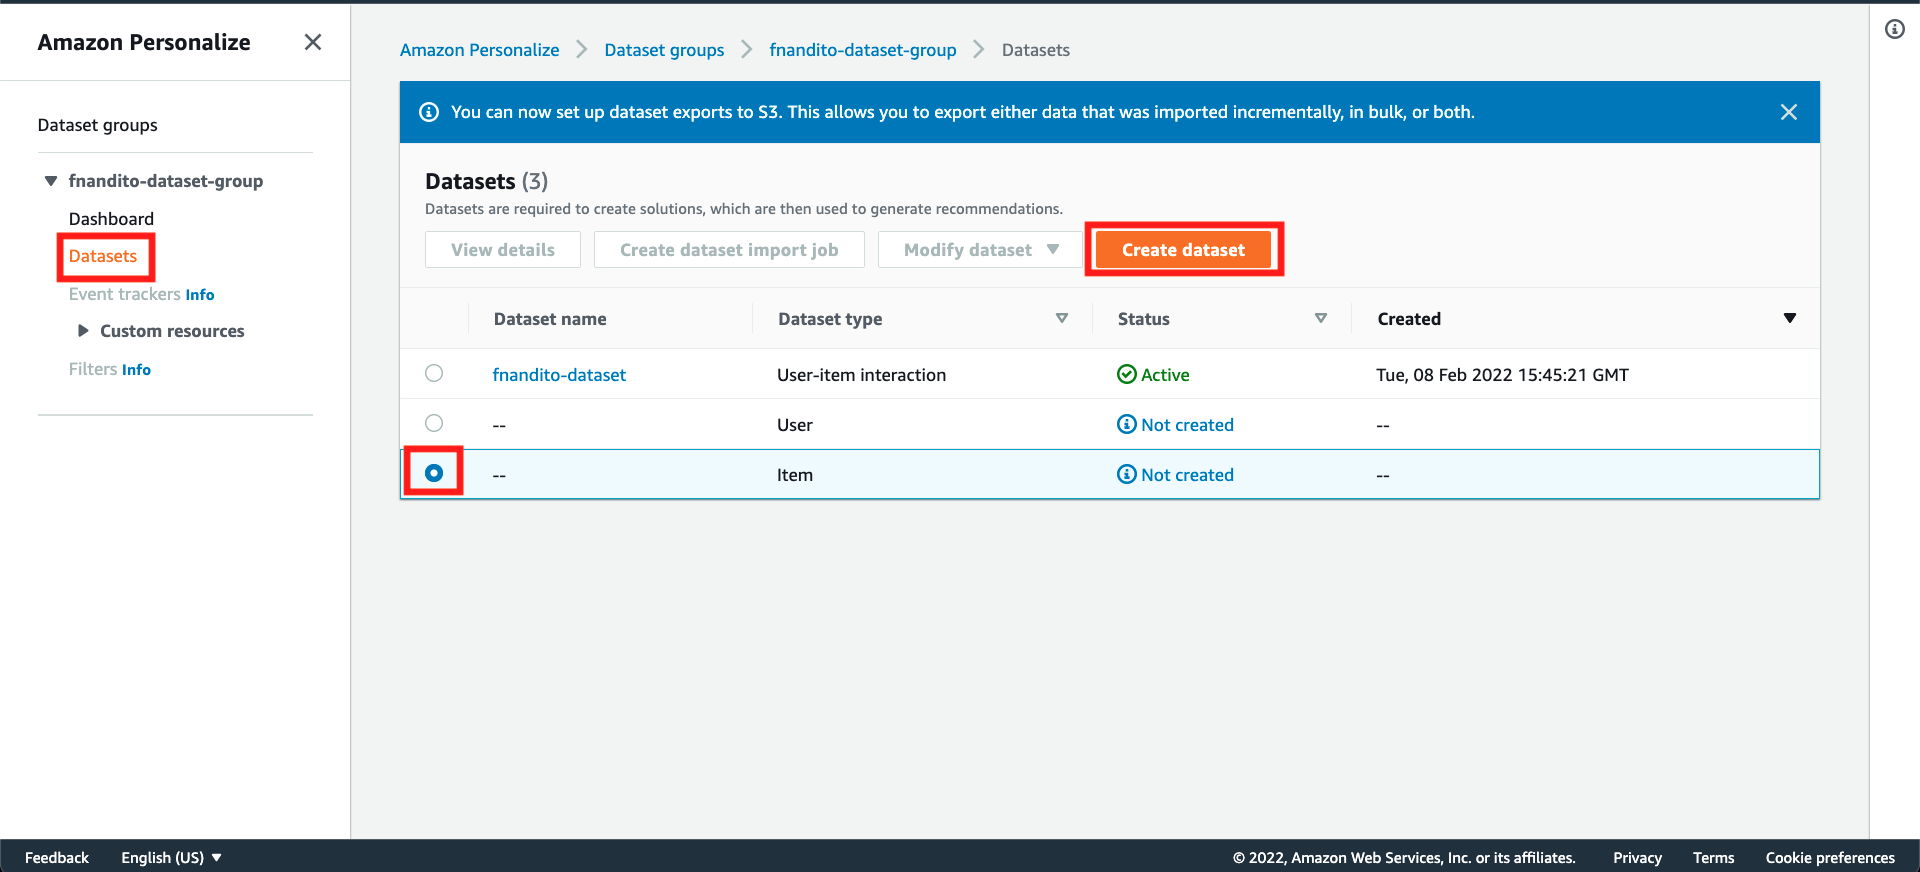 Amazon Personalize
Dataset groups
fnandito-dataset-group
Dashboard
Datasets
Event trackers Info
Custom resources
Filters Info
Amazon Personalize Dataset groups fnandito-dataset-group Datasets
You can now set up dataset exports to S3. This allows you to export either data that was imported incrementally, in bulk, or both.
Datasets (3)
Datasets are required to create solutions, which are then used to generate recommendations.
View details Create dataset import job Modify dataset Create dataset
Dataset name Dataset type Status Created
fnandito-dataset User-item interaction Active Tue, 08 Feb 2022 15:45:21 GMT
-- User Not created --
-- Item Not created --
Feedback English (US) © 2022, Amazon Web Services, Inc. or its affiliates. Privacy Terms Cookie preferences